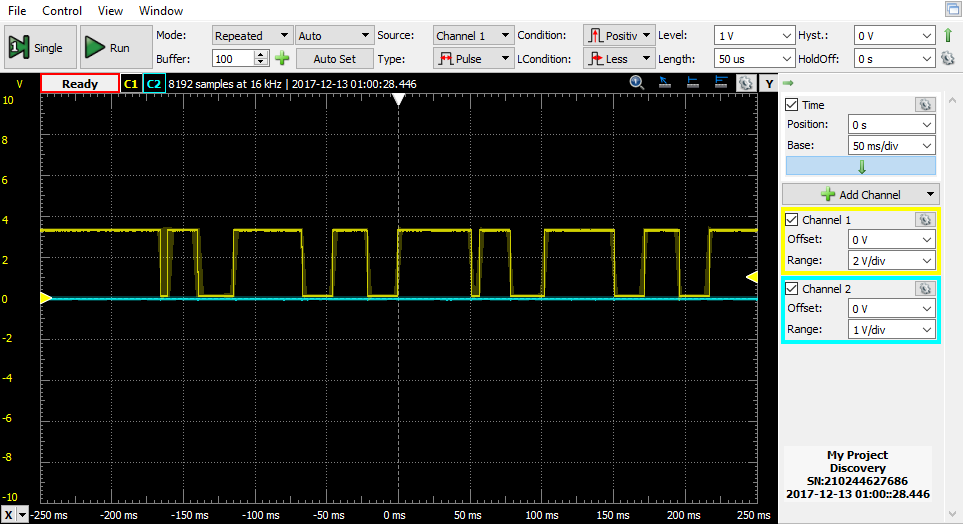 File Control View Window
Single Run Mode: Repeated Auto Source: Channel 1 Condition: Positiv Level: 1 V Hyst.: 0 V
Buffer: 100 Auto Set Type: Pulse LCondition: Less Length: 50 us HoldOff: 0 s
V Ready C1 C2 8192 samples at 16 kHz | 2017-12-13 01:00:28.446 Y
10
8
6
4
2
0
-2
-4
-6
-8
-10
X -250 ms -200 ms -150 ms -100 ms -50 ms 0 ms 50 ms 100 ms 150 ms 200 ms 250 ms
Time
Position: 0 s
Base: 50 ms/div
Add Channel
Channel 1
Offset: 0 V
Range: 2 V/div
Channel 2
Offset: 0 V
Range: 1 V/div
My Project
Discovery
SN:210244627686
2017-12-13 01:00::28.446